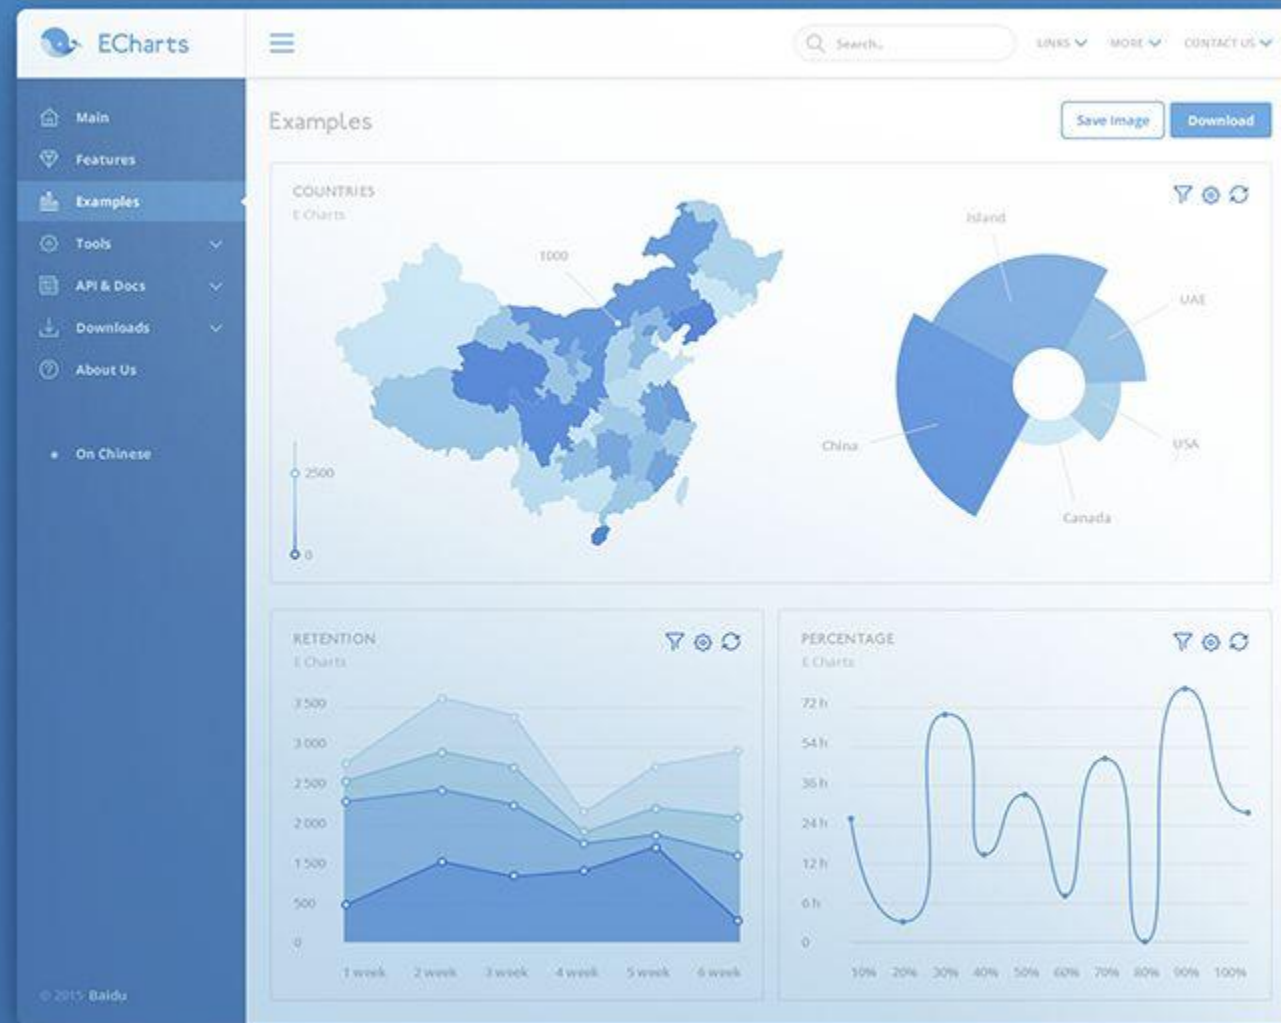 ECharts
Search...
LINKS
MORE
CONTACT US
Main
Features
Examples
Tools
API & Docs
Downloads
About Us
On Chinese
© 2015 Baidu
Examples
Save Image
Download
COUNTRIES
E Charts
1000
2500
0
Island
UAE
China
USA
Canada
RETENTION
E Charts
3 500
3 000
2 500
2 000
1 500
500
0
1 week 2 week 3 week 4 week 5 week 6 week
PERCENTAGE
E Charts
72 h
54 h
36 h
24 h
12 h
6 h
0
10% 20% 30% 40% 50% 60% 70% 80% 90% 100%